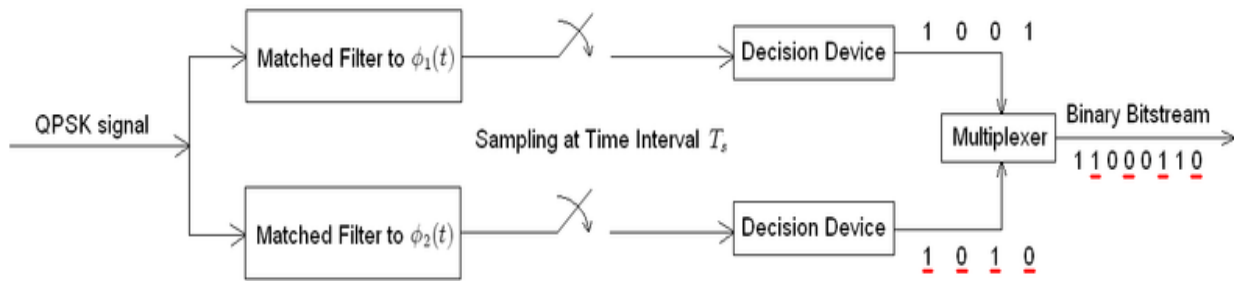 1 0 0 1
Matched Filter to ϕ₁(t)
Decision Device
QPSK signal
Sampling at Time Interval Tₛ
Multiplexer
Binary Bitstream
1 1 0 0 0 1 1 0
Matched Filter to ϕ₂(t)
Decision Device
1 0 1 0